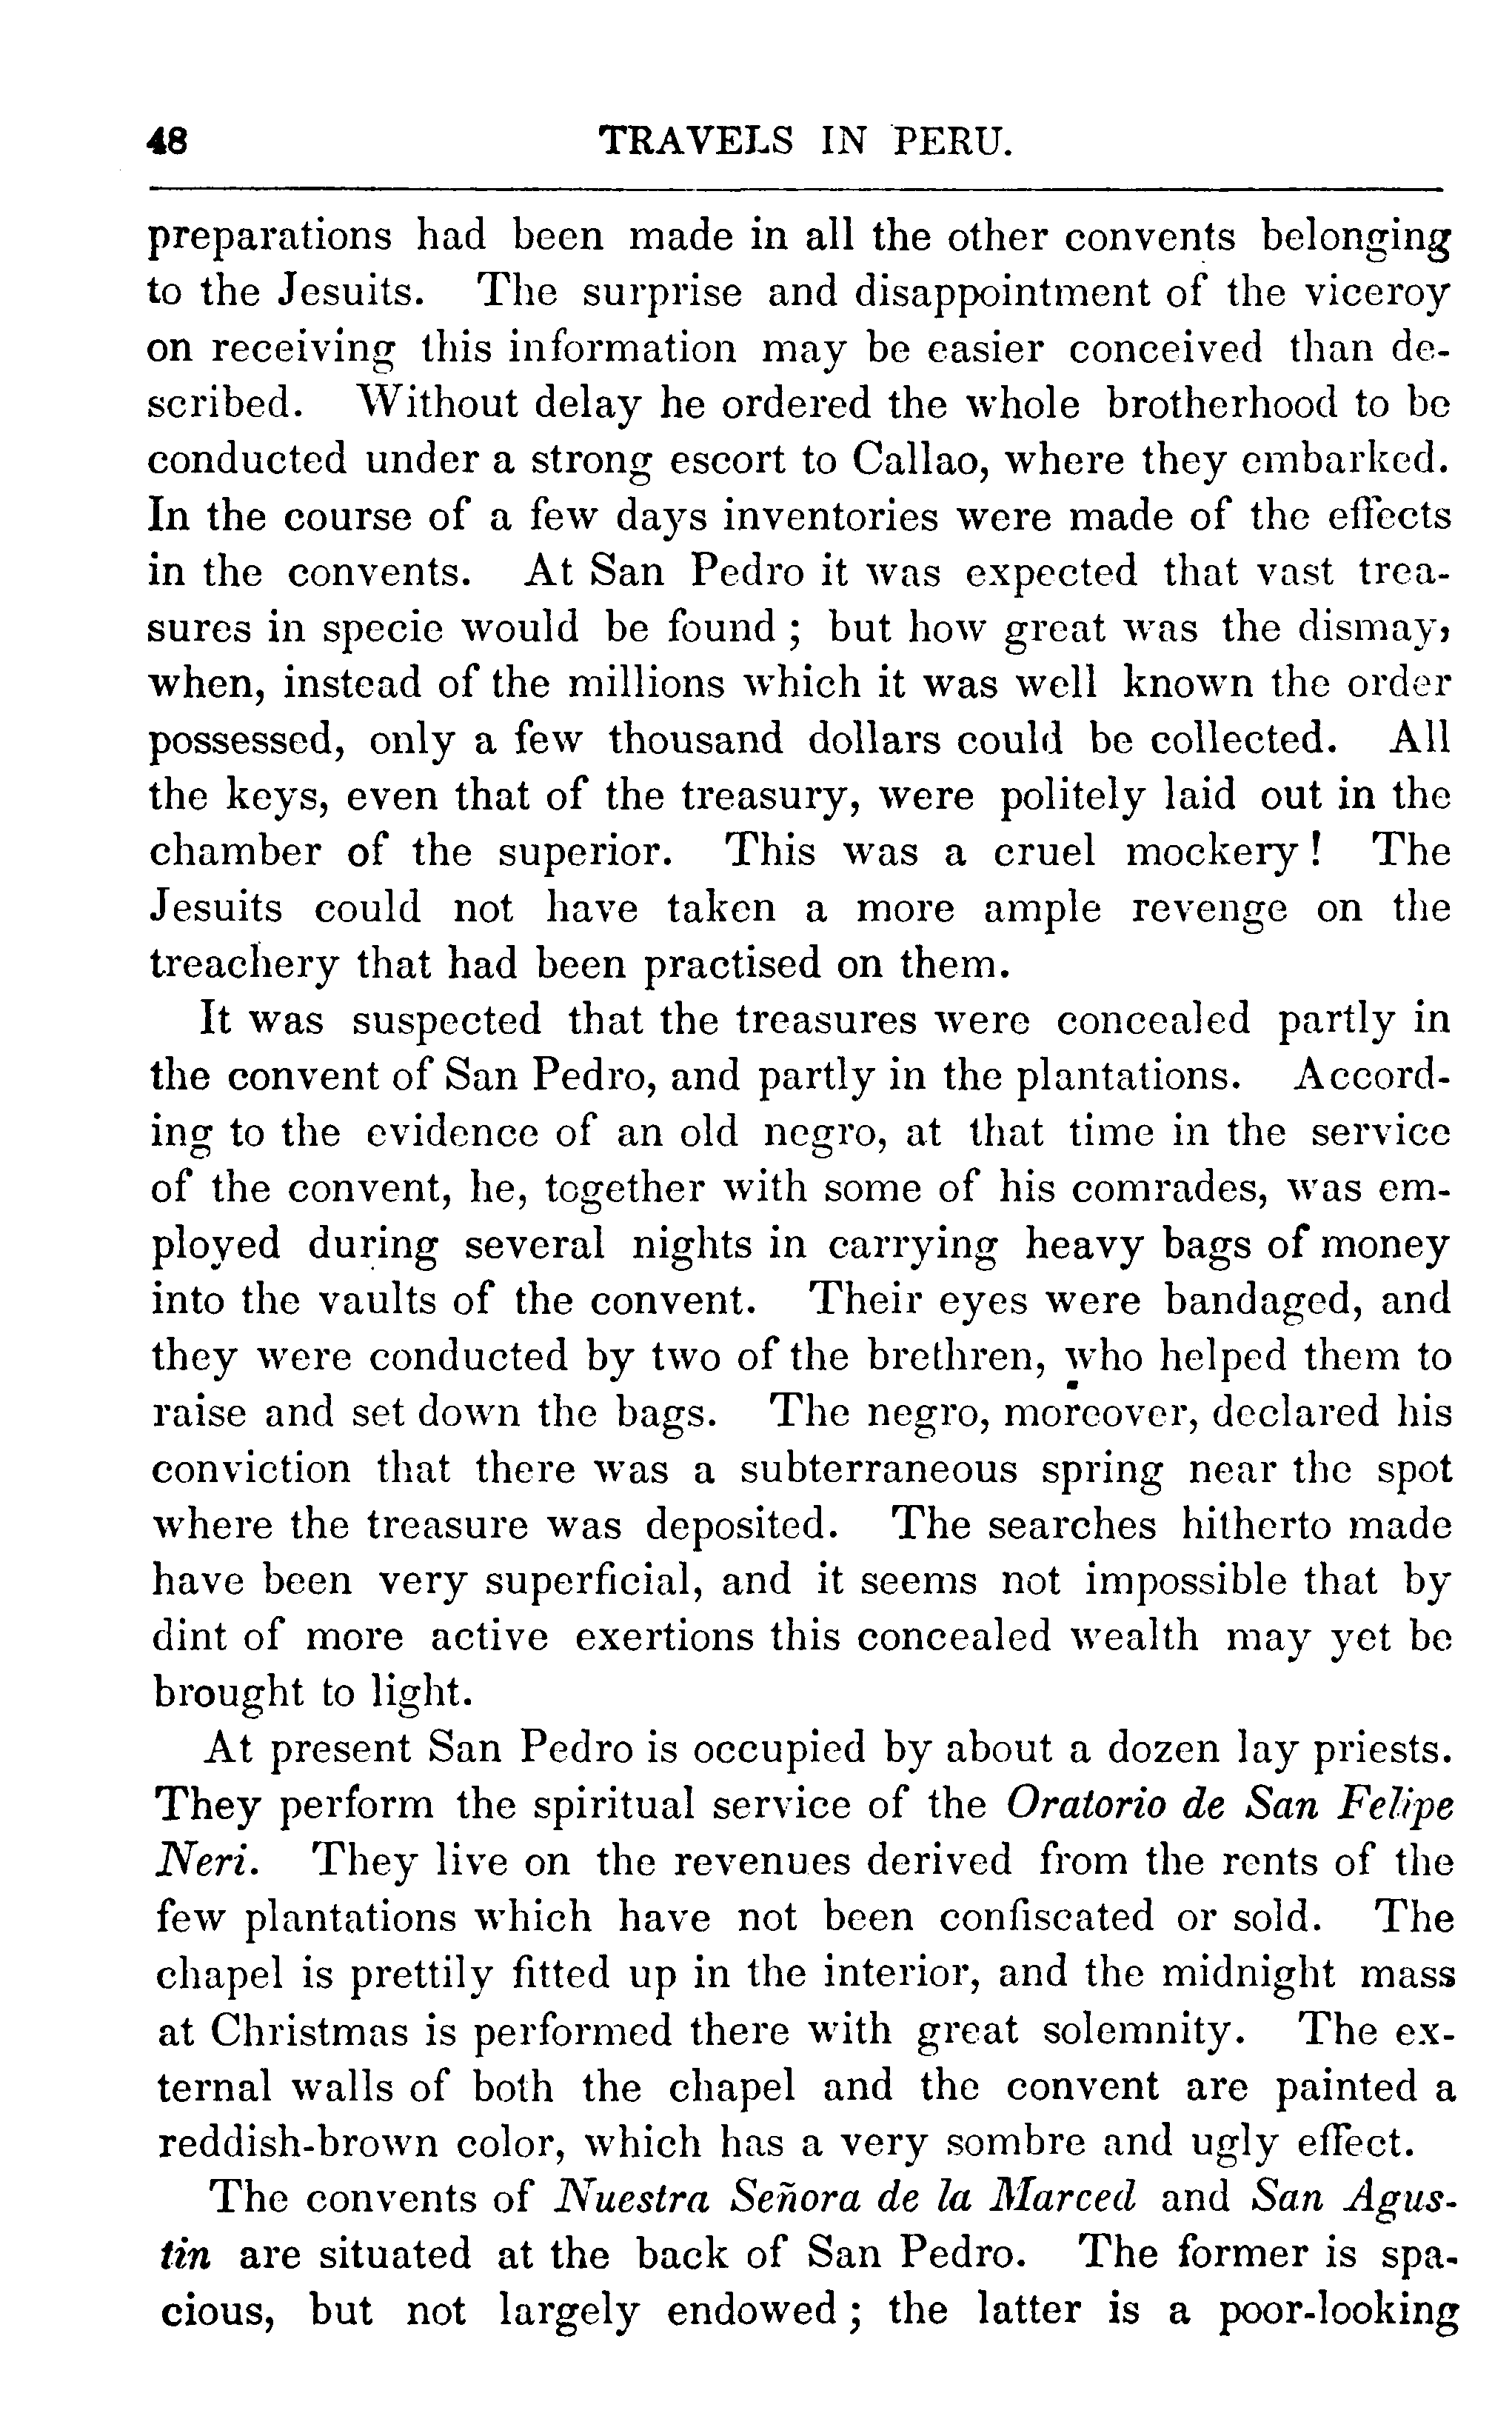 48 TRAVELS IN PERU.
preparations had been made in all the other convents belonging
to the Jesuits. The surprise and disappointment of the viceroy
on receiving this information may be easier conceived than de-
scribed. Without delay he ordered the whole brotherhood to be
conducted under a strong escort to Callao, where they embarked.
In the course of a few days inventories were made of the effects
in the convents. At San Pedro it was expected that vast trea-
sures in specie would be found ; but how great was the dismay,
when, instead of the millions which it was well known the order
possessed, only a few thousand dollars could be collected. All
the keys, even that of the treasury, were politely laid out in the
chamber of the superior. This was a cruel mockery ! The
Jesuits could not have taken a more ample revenge on the
treachery that had been practised on them.
It was suspected that the treasures were concealed partly in
the convent of San Pedro, and partly in the plantations. Accord-
ing to the evidence of an old negro, at that time in the service
of the convent, he, together with some of his comrades, was em-
ployed during several nights in carrying heavy bags of money
into the vaults of the convent. Their eyes were bandaged, and
they were conducted by two of the brethren, who helped them to
raise and set down the bags. The negro, moreover, declared his
conviction that there was a subterraneous spring near the spot
where the treasure was deposited. The searches hitherto made
have been very superficial, and it seems not impossible that by
dint of more active exertions this concealed wealth may yet be
brought to light.
At present San Pedro is occupied by about a dozen lay priests.
They perform the spiritual service of the Oratorio de San Felipe
Neri. They live on the revenues derived from the rents of the
few plantations which have not been confiscated or sold. The
chapel is prettily fitted up in the interior, and the midnight mass
at Christmas is performed there with great solemnity. The ex-
ternal walls of both the chapel and the convent are painted a
reddish-brown color, which has a very sombre and ugly effect.
The convents of Nuestra Señora de la Marced and San Agus-
tin are situated at the back of San Pedro. The former is spa-
cious, but not largely endowed ; the latter is a poor-looking